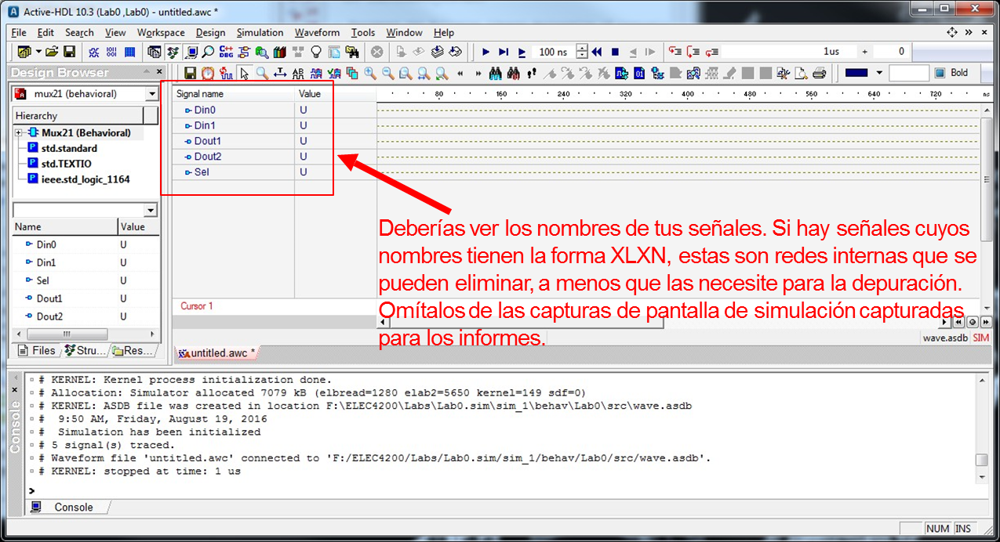 Active-HDL 10.3 (Lab0 ,Lab0) - untitled.awc *
File Edit Search View Workspace Design Simulation Waveform Tools Window Help
100 ns 1us + 0
Design Browser
Bold
mux21 (behavioral)
Hierarchy
Mux21 (Behavioral)
std.standard
std.TEXTIO
ieee.std_logic_1164
Name Value
Din0 U
Din1 U
Sel U
Dout1 U
Dout2 U
Files Stru... Res...
Signal name Value 80 160 240 320 400 480 560 640 720 ns
Din0 U
Din1 U
Dout1 U
Dout2 U
Sel U
Cursor 1
Deberías ver los nombres de tus señales. Si hay señales cuyos
nombres tienen la forma XLXN, estas son redes internas que se
pueden eliminar, a menos que las necesite para la depuración.
Omítalos de las capturas de pantalla de simulación capturadas
para los informes.
wave.asdb SIM
untitled.awc *
# KERNEL: Kernel process initialization done.
# Allocation: Simulator allocated 7079 kB (elbread=1280 elab2=5650 kernel=149 sdf=0)
# KERNEL: ASDB file was created in location F:\ELEC4200\Labs\Lab0.sim\sim_1\behav\Lab0\src\wave.asdb
# 9:50 AM, Friday, August 19, 2016
# Simulation has been initialized
# 5 signal(s) traced.
# Waveform file 'untitled.awc' connected to 'F:/ELEC4200/Labs/Lab0.sim/sim_1/behav/Lab0/src/wave.asdb'.
# KERNEL: stopped at time: 1 us
>
Console
Console
NUM INS